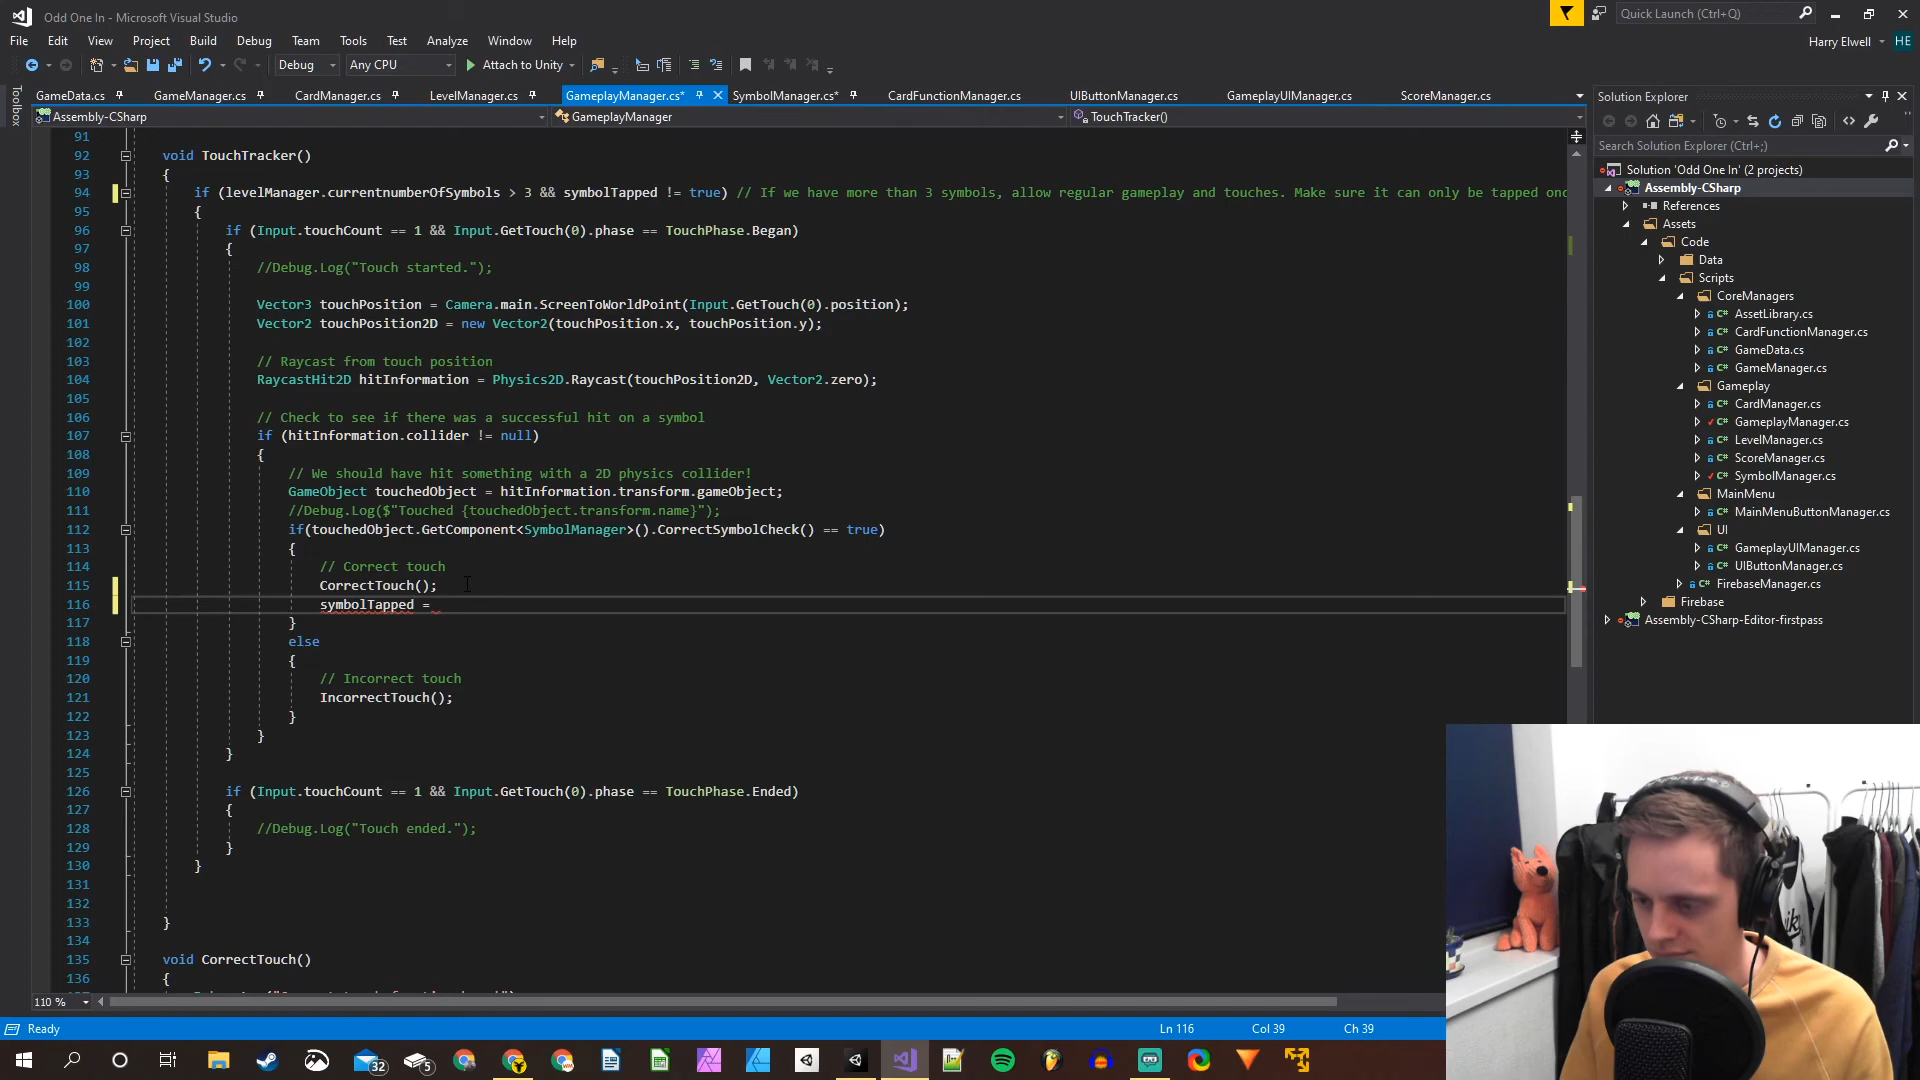 Odd One In - Microsoft Visual Studio
Quick Launch (Ctrl+Q)
File Edit View Project Build Debug Team Tools Test Analyze Window Help
Harry Elwell HE
Debug Any CPU Attach to Unity
Toolbox
GameData.cs GameManager.cs CardManager.cs LevelManager.cs GameplayManager.cs* SymbolManager.cs* CardFunctionManager.cs UIButtonManager.cs GameplayUIManager.cs ScoreManager.cs
Assembly-CSharp GameplayManager TouchTracker()
91
92 void TouchTracker()
93 {
94 if (levelManager.currentnumberOfSymbols > 3 && symbolTapped != true) // If we have more than 3 symbols, allow regular gameplay and touches. Make sure it can only be tapped onc
95 {
96 if (Input.touchCount == 1 && Input.GetTouch(0).phase == TouchPhase.Began)
97 {
98 //Debug.Log("Touch started.");
99
100 Vector3 touchPosition = Camera.main.ScreenToWorldPoint(Input.GetTouch(0).position);
101 Vector2 touchPosition2D = new Vector2(touchPosition.x, touchPosition.y);
102
103 // Raycast from touch position
104 RaycastHit2D hitInformation = Physics2D.Raycast(touchPosition2D, Vector2.zero);
105
106 // Check to see if there was a successful hit on a symbol
107 if (hitInformation.collider != null)
108 {
109 // We should have hit something with a 2D physics collider!
110 GameObject touchedObject = hitInformation.transform.gameObject;
111 //Debug.Log($"Touched {touchedObject.transform.name}");
112 if(touchedObject.GetComponent<SymbolManager>().CorrectSymbolCheck() == true)
113 {
114 // Correct touch
115 CorrectTouch();
116 symbolTapped =
117 }
118 else
119 {
120 // Incorrect touch
121 IncorrectTouch();
122 }
123 }
124 }
125
126 if (Input.touchCount == 1 && Input.GetTouch(0).phase == TouchPhase.Ended)
127 {
128 //Debug.Log("Touch ended.");
129 }
130 }
131
132
133 }
134
135 void CorrectTouch()
136 {
110 %
Ready Ln 116 Col 39 Ch 39
Solution Explorer
Search Solution Explorer (Ctrl+;)
Solution 'Odd One In' (2 projects)
Assembly-CSharp
References
Assets
Code
Data
Scripts
CoreManagers
AssetLibrary.cs
CardFunctionManager.cs
GameData.cs
GameManager.cs
Gameplay
CardManager.cs
GameplayManager.cs
LevelManager.cs
ScoreManager.cs
SymbolManager.cs
MainMenu
MainMenuButtonManager.cs
UI
GameplayUIManager.cs
UIButtonManager.cs
FirebaseManager.cs
Firebase
Assembly-CSharp-Editor-firstpass
32 5